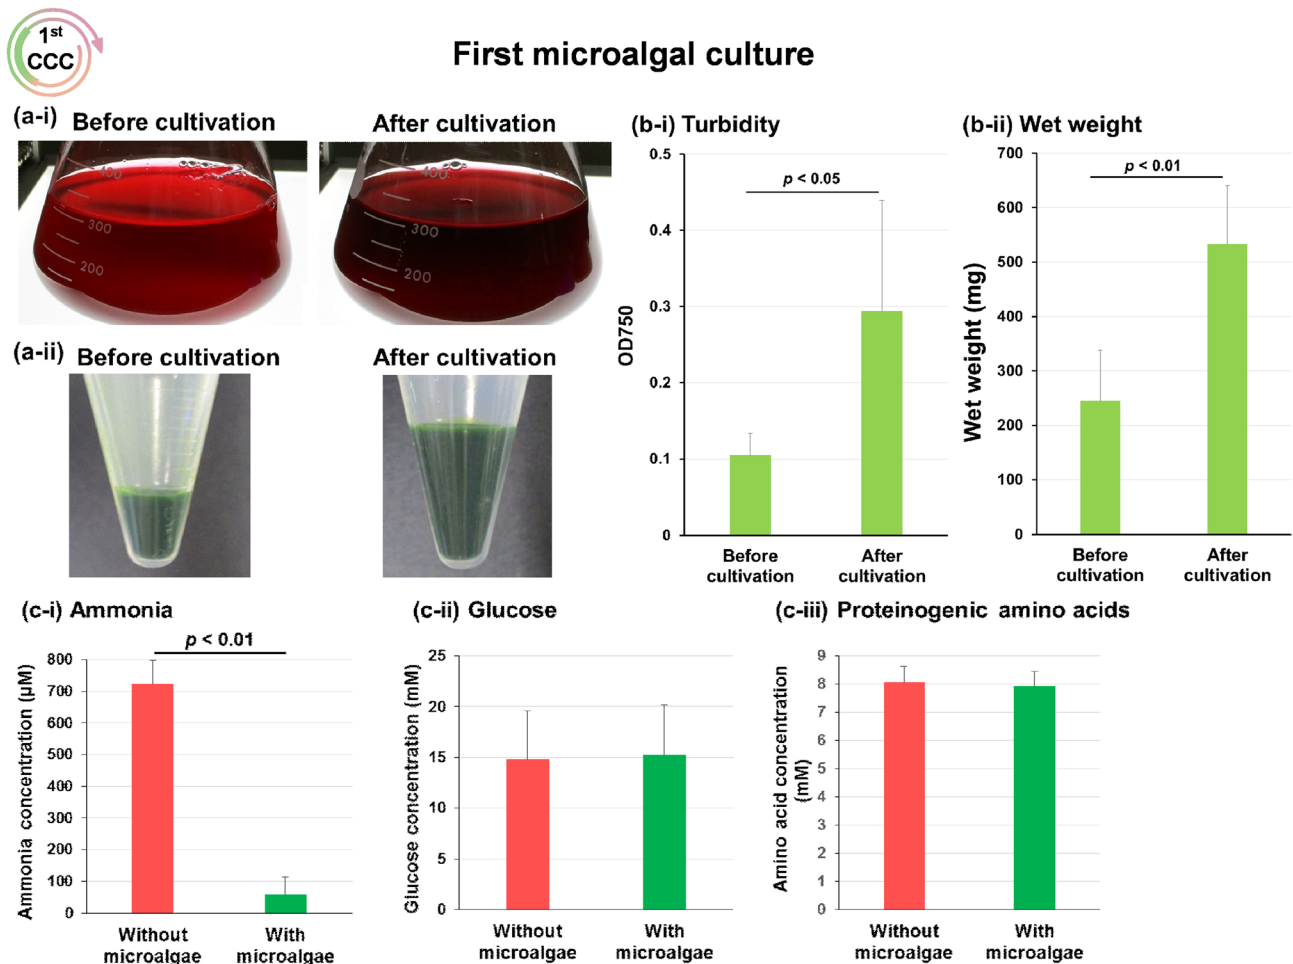 1st
CCC
First microalgal culture
(a-i) Before cultivation
After cultivation
400
300
200
400
300
200
(a-ii) Before cultivation
After cultivation
(b-i) Turbidity
p < 0.05
OD750
0.5
0.4
0.3
0.2
0.1
0
Before
cultivation
After
cultivation
(b-ii) Wet weight
p < 0.01
Wet weight (mg)
700
600
500
400
300
200
100
0
Before
cultivation
After
cultivation
(c-i) Ammonia
p < 0.01
Ammonia concentration (μM)
800
700
600
500
400
300
200
100
0
Without
microalgae
With
microalgae
(c-ii) Glucose
Glucose concentration (mM)
25
20
15
10
5
0
Without
microalgae
With
microalgae
(c-iii) Proteinogenic amino acids
Amino acid concentration
(mM)
9
8
7
6
5
4
3
2
1
0
Without
microalgae
With
microalgae